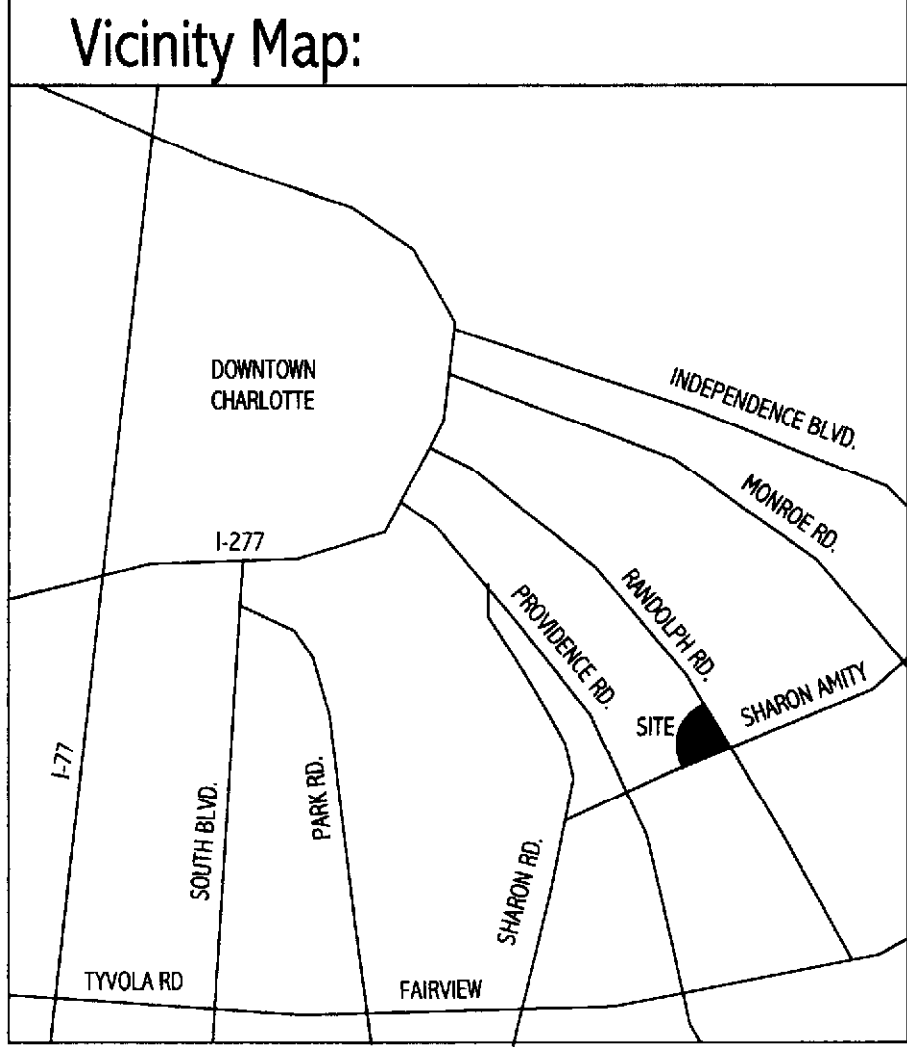 Vicinity Map:
DOWNTOWN
CHARLOTTE
INDEPENDENCE BLVD.
MONROE RD.
I-277
RANDOLPH RD.
PROVIDENCE RD.
SHARON AMITY
SITE
I-77
SOUTH BLVD.
PARK RD.
SHARON RD.
TYVOLA RD
FAIRVIEW